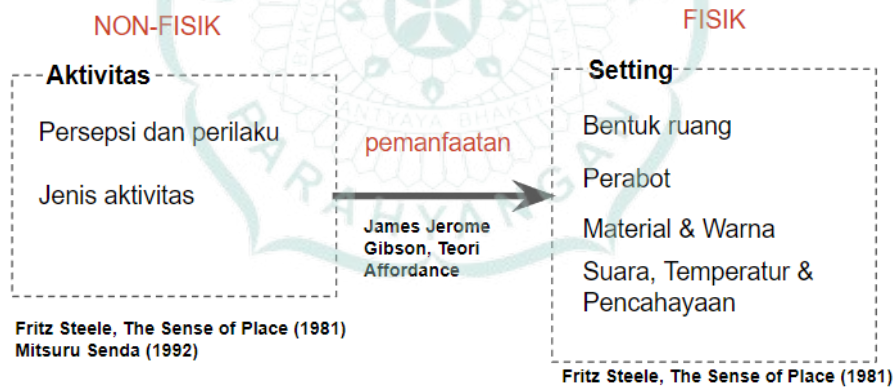 NON-FISIK
FISIK
Aktivitas
Persepsi dan perilaku
Jenis aktivitas
pemanfaatan
James Jerome
Gibson, Teori
Affordance
Setting
Bentuk ruang
Perabot
Material & Warna
Suara, Temperatur &
Pencahayaan
Fritz Steele, The Sense of Place (1981)
Mitsuru Senda (1992)
Fritz Steele, The Sense of Place (1981)
PARAHYANGAN